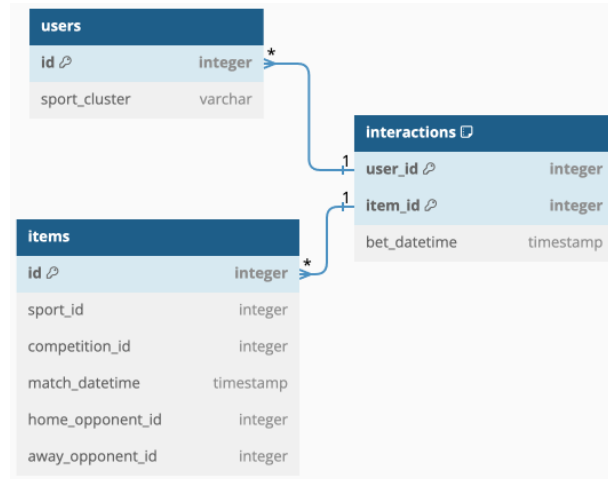 users
id integer
sport_cluster varchar
*
interactions
1
user_id integer
1
item_id integer
bet_datetime timestamp
items
*
id integer
sport_id integer
competition_id integer
match_datetime timestamp
home_opponent_id integer
away_opponent_id integer